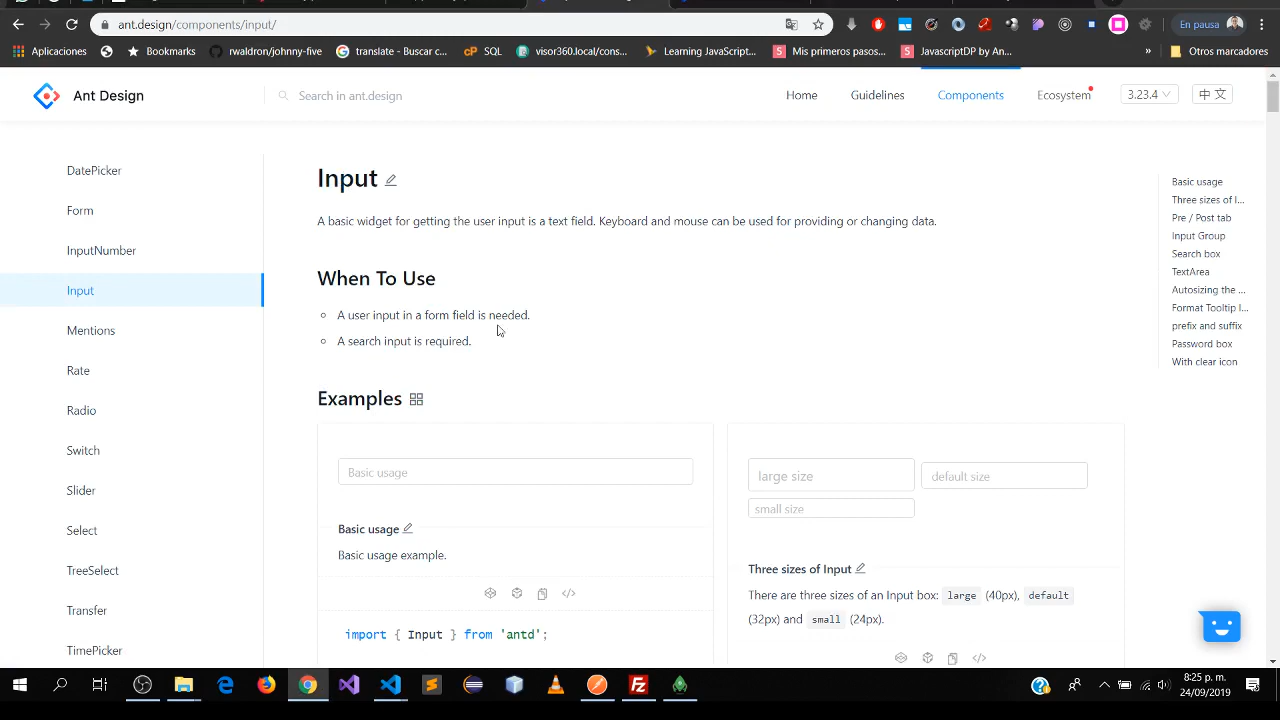 ant.design/components/input/
En pausa
Aplicaciones
Bookmarks
rwaldron/johnny-five
translate - Buscar c...
SQL
visor360.local/cons...
Learning JavaScript...
Mis primeros pasos...
JavascriptDP by An...
»
Otros marcadores
Ant Design
Search in ant.design
Home
Guidelines
Components
Ecosystem
3.23.4
中 文
DatePicker
Form
InputNumber
Input
Mentions
Rate
Radio
Switch
Slider
Select
TreeSelect
Transfer
TimePicker
Input
A basic widget for getting the user input is a text field. Keyboard and mouse can be used for providing or changing data.
When To Use
A user input in a form field is needed.
A search input is required.
Examples
Basic usage
Basic usage
Basic usage example.
import { Input } from 'antd';
large size
default size
small size
Three sizes of Input
There are three sizes of an Input box: large (40px), default
(32px) and small (24px).
Basic usage
Three sizes of I...
Pre / Post tab
Input Group
Search box
TextArea
Autosizing the ...
Format Tooltip I...
prefix and suffix
Password box
With clear icon
8:25 p. m.
24/09/2019